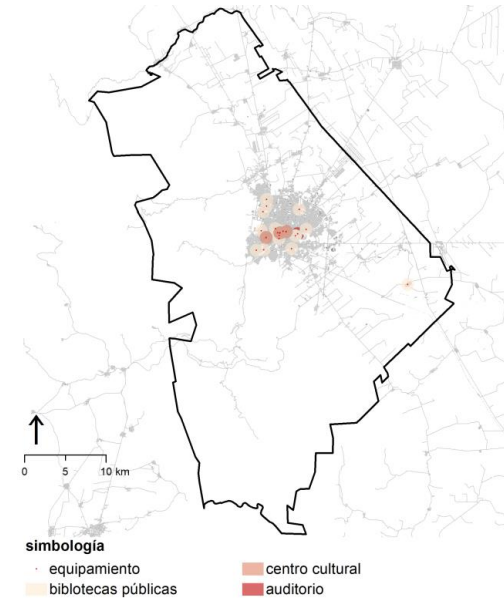 0 5 10 km
simbología
equipamiento
centro cultural
biblotecas públicas
auditorio